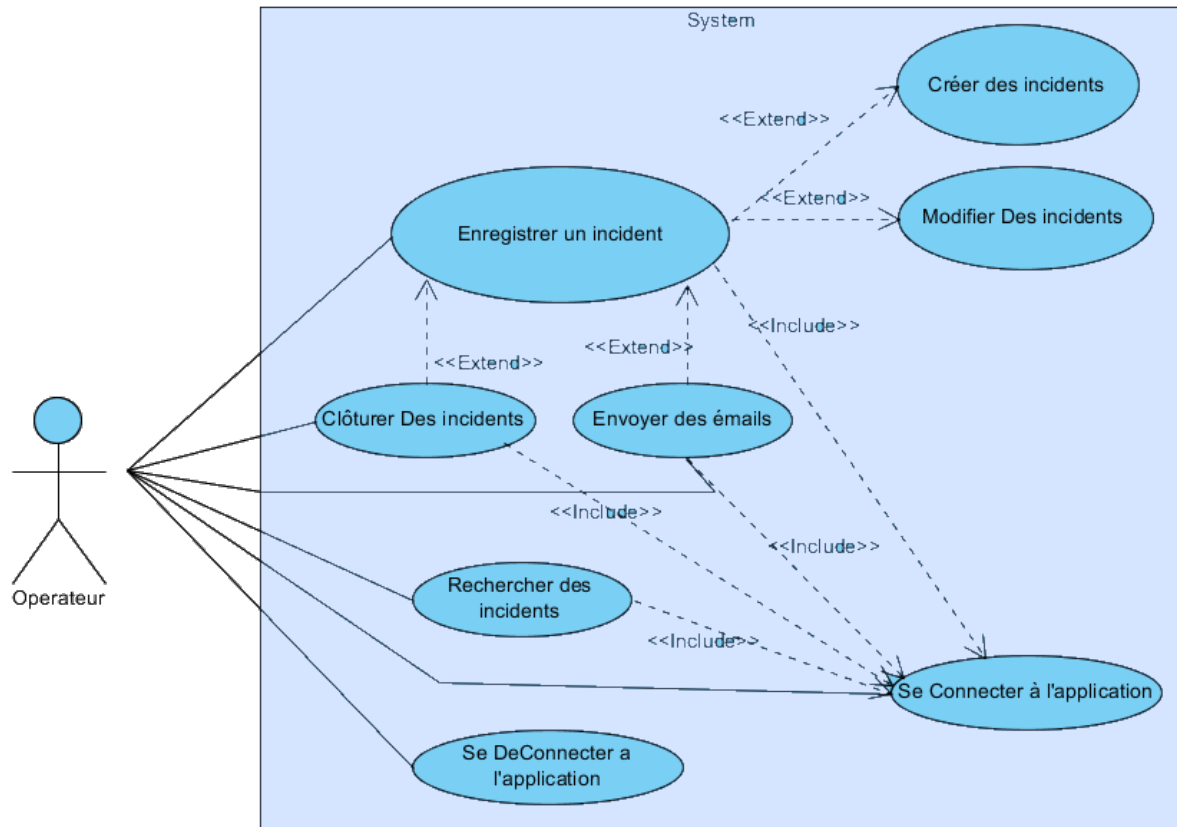 System
Créer des incidents
<<Extend>>
<<Extend>>
Modifier Des incidents
Enregistrer un incident
<<Include>>
<<Extend>>
<<Extend>>
Clôturer Des incidents
Envoyer des émails
<<Include>>
<<Include>>
Rechercher des
incidents
Operateur
<<Include>>
Se Connecter à l'application
Se DeConnecter a
l'application